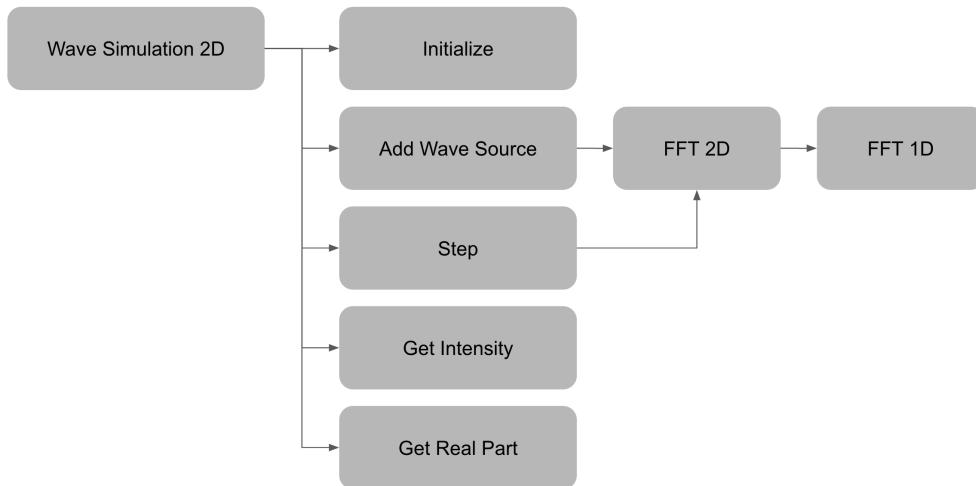 Wave Simulation 2D
Initialize
Add Wave Source
FFT 2D
FFT 1D
Step
Get Intensity
Get Real Part